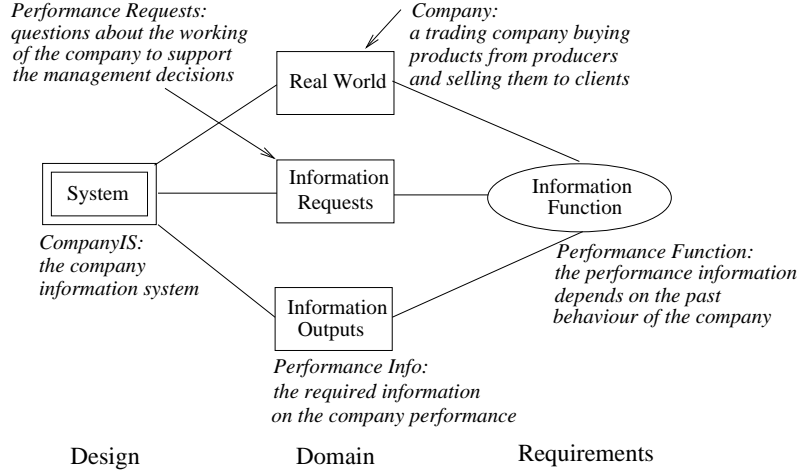 Performance Requests:
questions about the working
of the company to support
the management decisions
Company:
a trading company buying
products from producers
and selling them to clients
Real World
System
Information
Requests
Information
Function
CompanyIS:
the company
information system
Performance Function:
the performance information
depends on the past
behaviour of the company
Information
Outputs
Performance Info:
the required information
on the company performance
Design
Domain
Requirements